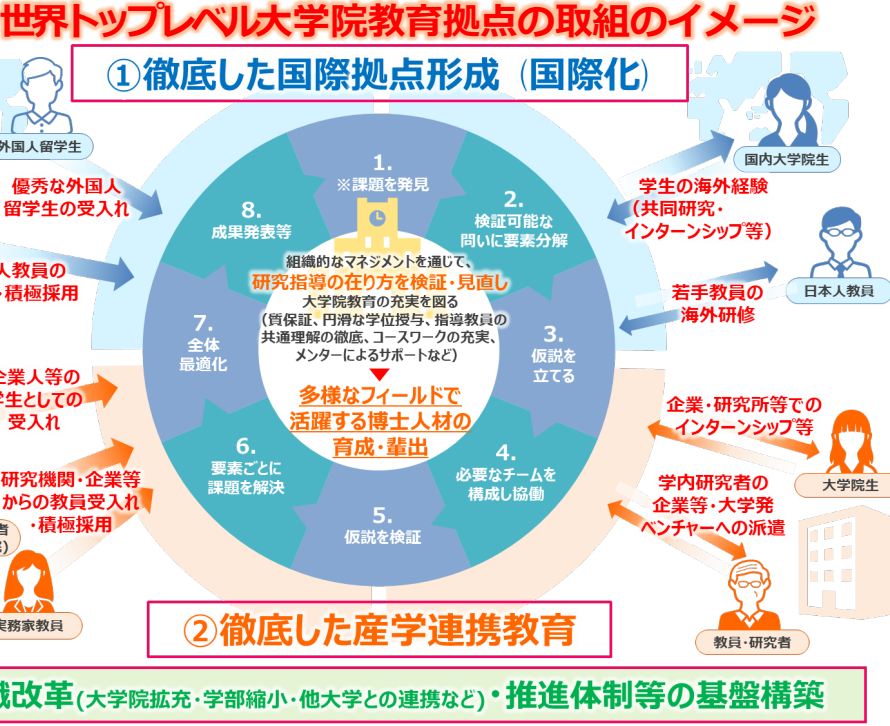 世界トップレベル大学院教育拠点の取組のイメージ
①徹底した国際拠点形成（国際化）
外国人留学生
優秀な外国人
留学生の受入れ
人教員の
・積極採用
国内大学院生
学生の海外経験
（共同研究・
インターンシップ等）
日本人教員
若手教員の
海外研修
1.
※課題を発見
2.
検証可能な
問いに要素分解
3.
仮説を
立てる
4.
必要なチームを
構成し協働
5.
仮説を検証
6.
要素ごとに
課題を解決
7.
全体
最適化
8.
成果発表等
組織的なマネジメントを通じて、
研究指導の在り方を検証・見直し
大学院教育の充実を図る
（質保証、円滑な学位授与、指導教員の
共通理解の徹底、コースワークの充実、
メンターによるサポートなど）
多様なフィールドで
活躍する博士人材の
育成・輩出
企業人等の
学生としての
受入れ
研究機関・企業等
からの教員受入れ
・積極採用
者
実務家教員
企業・研究所等での
インターンシップ等
大学院生
学内研究者の
企業等・大学発
ベンチャーへの派遣
教員・研究者
②徹底した産学連携教育
織改革(大学院拡充・学部縮小・他大学との連携など)・推進体制等の基盤構築